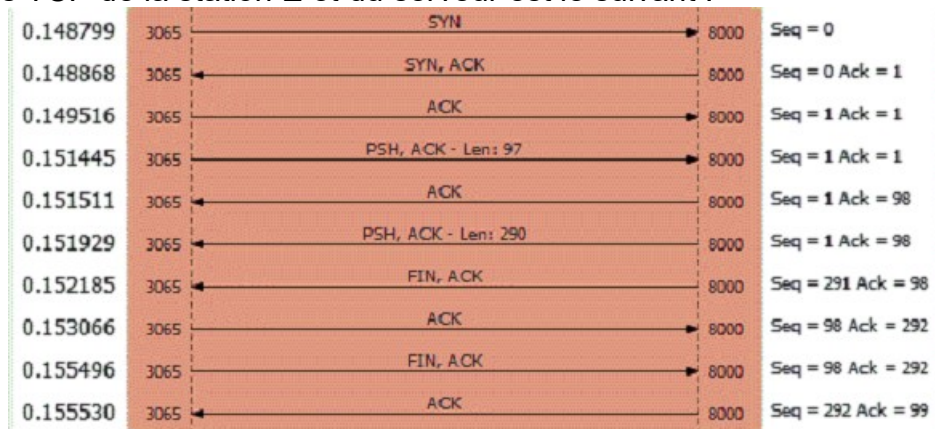 0.148799 3065 SYN 8000 Seq = 0
0.148868 3065 SYN, ACK 8000 Seq = 0 Ack = 1
0.149516 3065 ACK 8000 Seq = 1 Ack = 1
0.151445 3065 PSH, ACK - Len: 97 8000 Seq = 1 Ack = 1
0.151511 3065 ACK 8000 Seq = 1 Ack = 98
0.151929 3065 PSH, ACK - Len: 290 8000 Seq = 1 Ack = 98
0.152185 3065 FIN, ACK 8000 Seq = 291 Ack = 98
0.153066 3065 ACK 8000 Seq = 98 Ack = 292
0.155496 3065 FIN, ACK 8000 Seq = 98 Ack = 292
0.155530 3065 ACK 8000 Seq = 292 Ack = 99